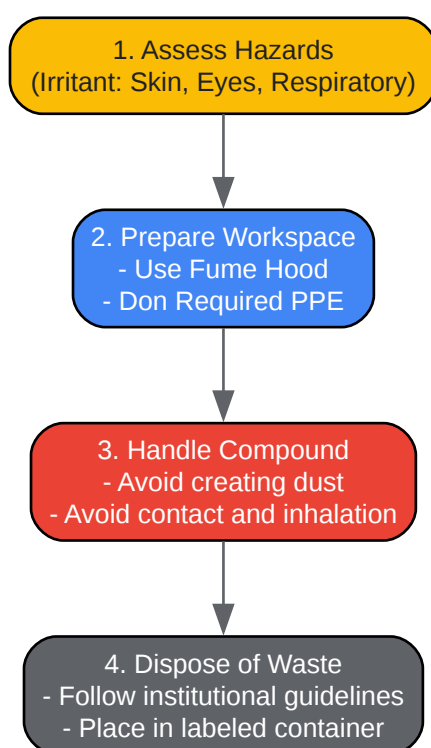 1. Assess Hazards
(Irritant: Skin, Eyes, Respiratory)
2. Prepare Workspace
- Use Fume Hood
- Don Required PPE
3. Handle Compound
- Avoid creating dust
- Avoid contact and inhalation
4. Dispose of Waste
- Follow institutional guidelines
- Place in labeled container